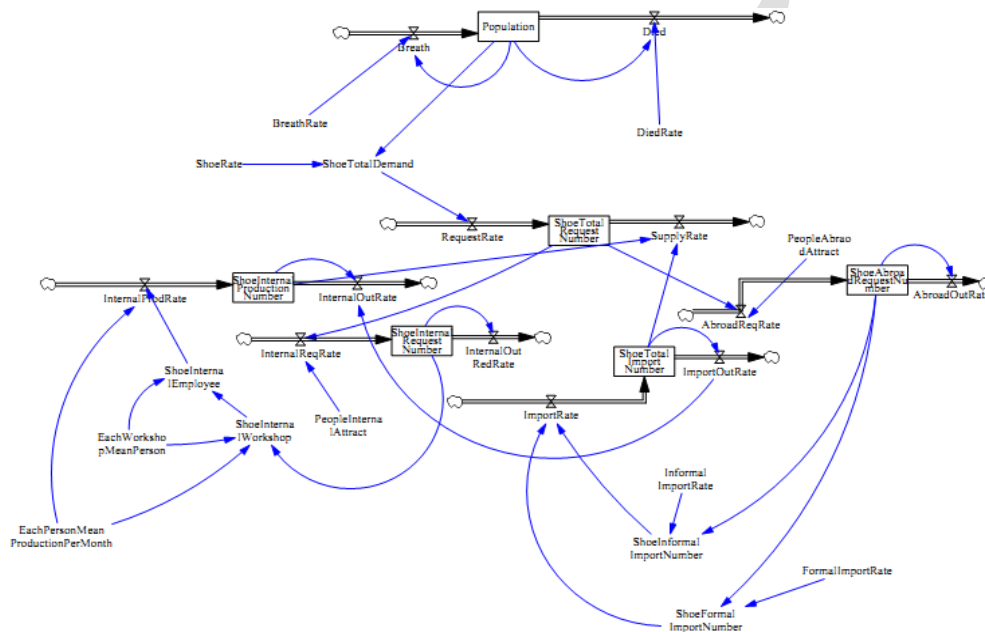 Population
Breath
Died
BreathRate
DiedRate
ShoeRate
ShoeTotalDemand
RequestRate
ShoeTotal
Request
Number
SupplyRate
PeopleAbrao
dAttract
ShoeInternal
Production
Number
InternalProdRate
InternalOutRate
ShoeAbroa
dRequestNu
mber
AbroadOutRate
AbroadReqRate
InternalReqRate
ShoeInterna
Request
Number
InternalOut
RedRate
ShoeTotal
Import
Number
ImportOutRate
ShoeInterna
lEmployee
ImportRate
PeopleInterna
lAttract
ShoeInterna
lWorkshop
EachWorksho
pMeanPerson
Informal
ImportRate
EachPersonMean
ProductionPerMonth
ShoeInformal
ImportNumber
FormalImportRate
ShoeFormal
ImportNumber